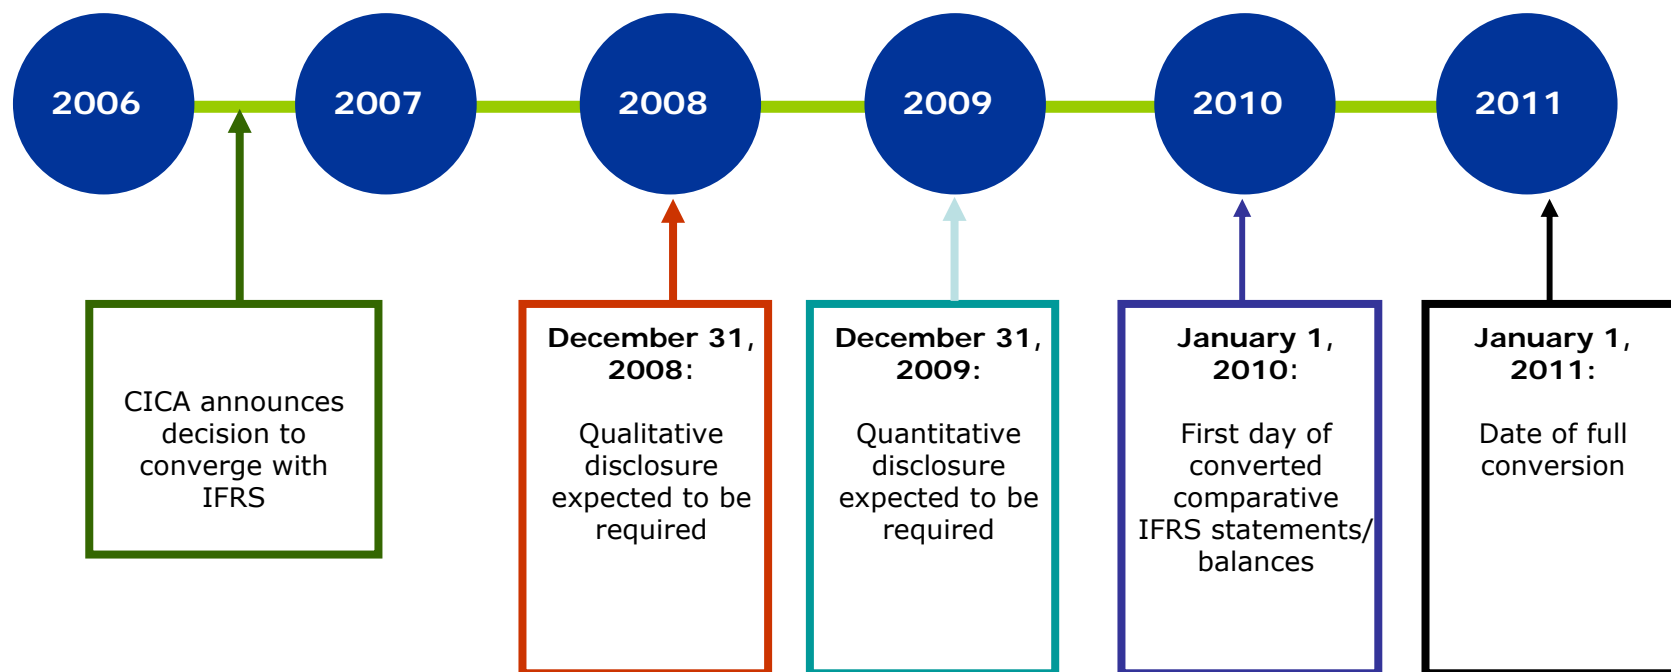 2006
2007
2008
2009
2010
2011
CICA announces
decision to
converge with
IFRS
December 31,
2008:
Qualitative
disclosure
expected to be
required
December 31,
2009:
Quantitative
disclosure
expected to be
required
January 1,
2010:
First day of
converted
comparative
IFRS statements/
balances
January 1,
2011:
Date of full
conversion